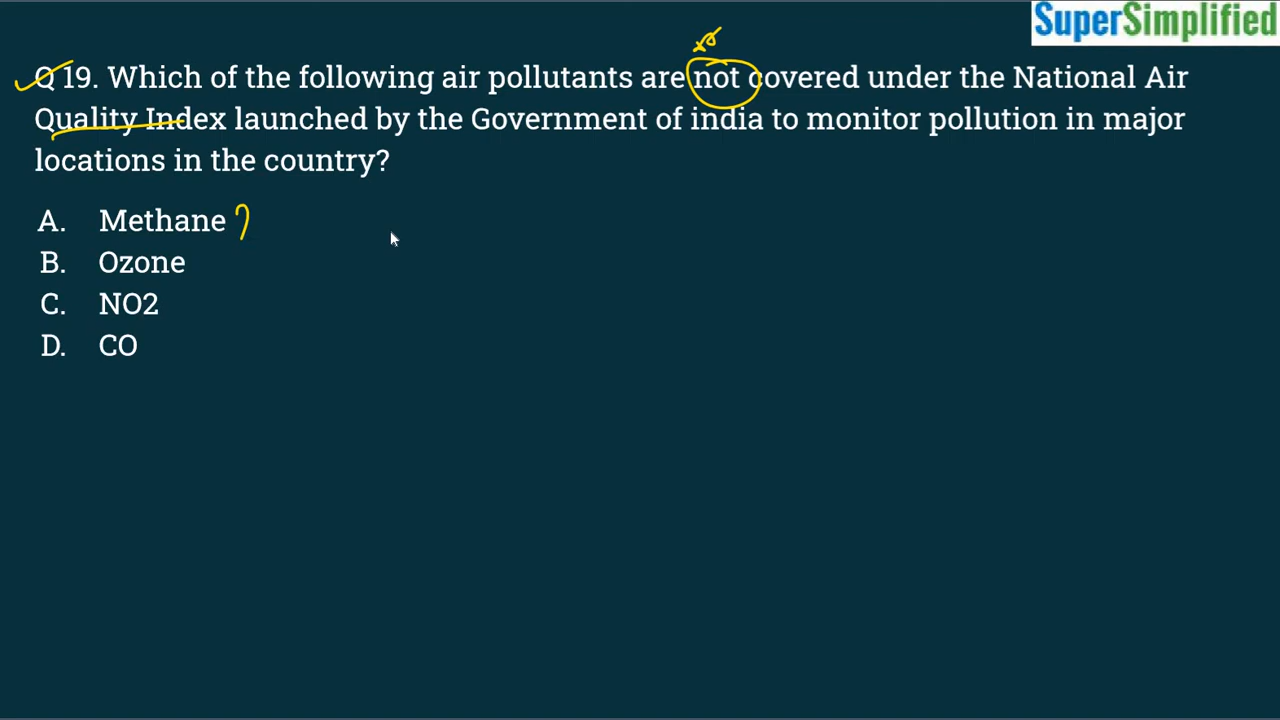 SuperSimplified
Q 19. Which of the following air pollutants are not covered under the National Air
Quality Index launched by the Government of india to monitor pollution in major
locations in the country?
A. Methane ?
B. Ozone
C. NO2
D. CO